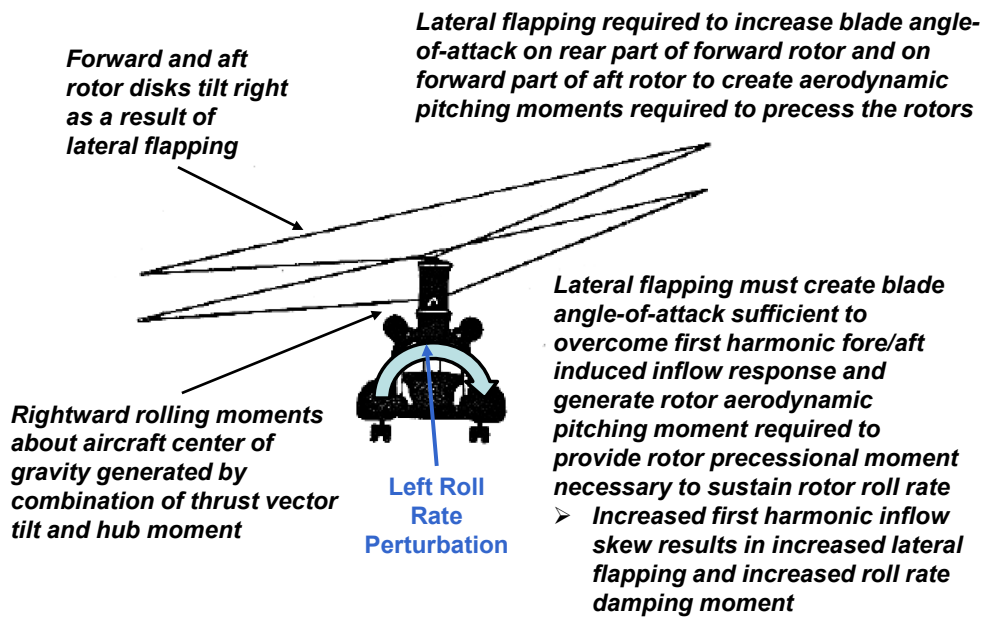 Lateral flapping required to increase blade angle-
of-attack on rear part of forward rotor and on
forward part of aft rotor to create aerodynamic
pitching moments required to precess the rotors
Forward and aft
rotor disks tilt right
as a result of
lateral flapping
Lateral flapping must create blade
angle-of-attack sufficient to
overcome first harmonic fore/aft
induced inflow response and
generate rotor aerodynamic
pitching moment required to
provide rotor precessional moment
necessary to sustain rotor roll rate
➢ Increased first harmonic inflow
skew results in increased lateral
flapping and increased roll rate
damping moment
Rightward rolling moments
about aircraft center of
gravity generated by
combination of thrust vector
tilt and hub moment
Left Roll
Rate
Perturbation